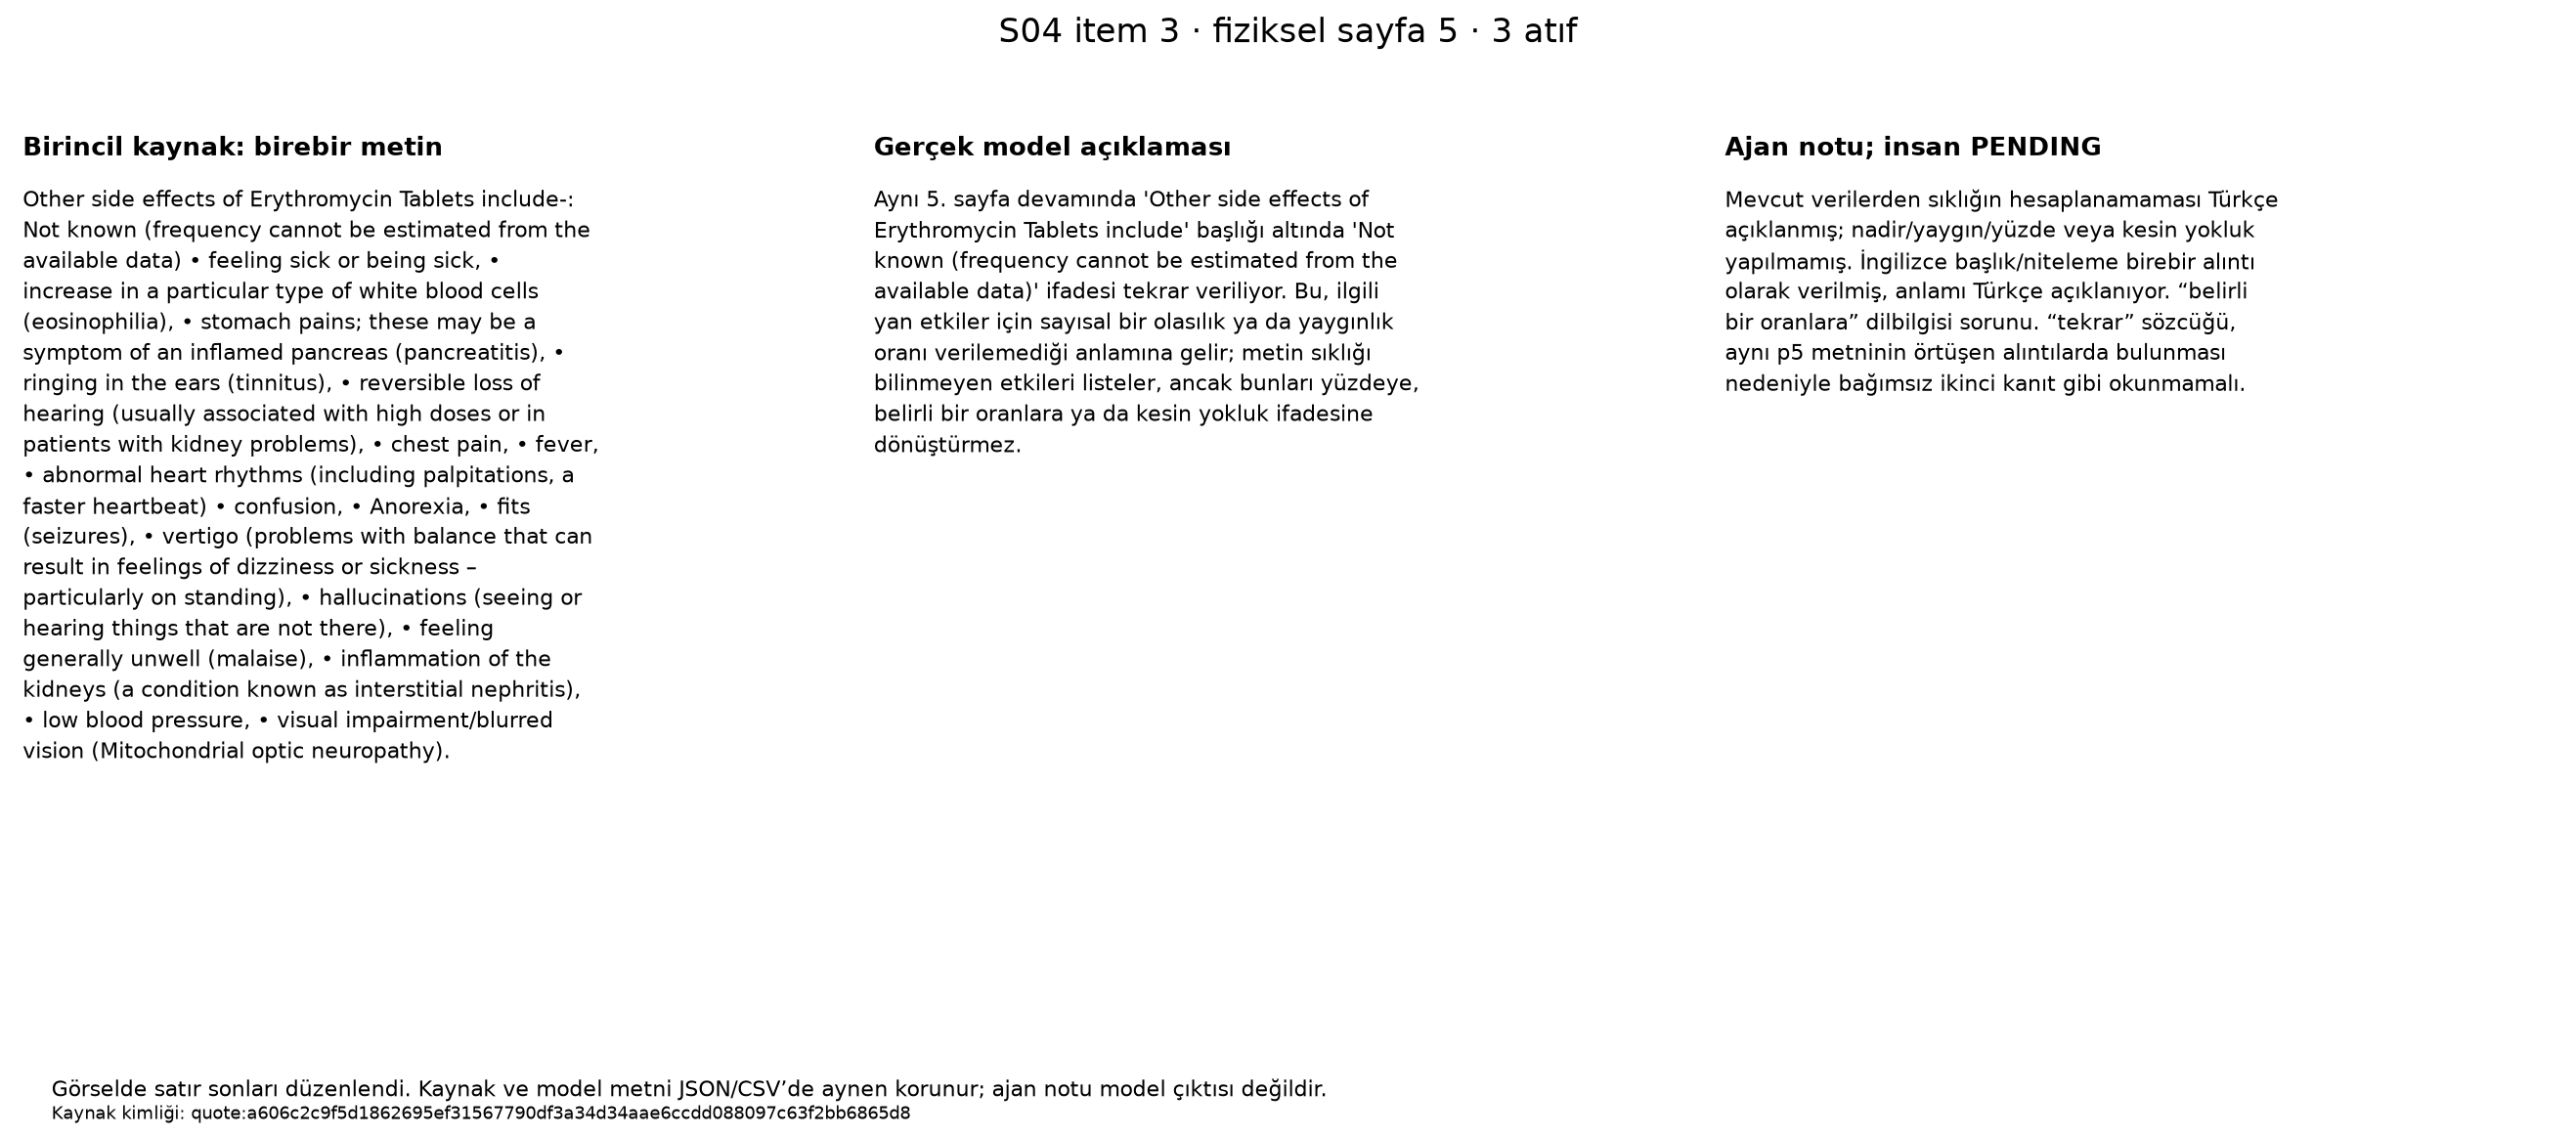 S04 item 3 · fiziksel sayfa 5 · 3 atıf
Birincil kaynak: birebir metin
Other side effects of Erythromycin Tablets include-:
Not known (frequency cannot be estimated from the
available data) • feeling sick or being sick, •
increase in a particular type of white blood cells
(eosinophilia), • stomach pains; these may be a
symptom of an inflamed pancreas (pancreatitis), •
ringing in the ears (tinnitus), • reversible loss of
hearing (usually associated with high doses or in
patients with kidney problems), • chest pain, • fever,
• abnormal heart rhythms (including palpitations, a
faster heartbeat) • confusion, • Anorexia, • fits
(seizures), • vertigo (problems with balance that can
result in feelings of dizziness or sickness –
particularly on standing), • hallucinations (seeing or
hearing things that are not there), • feeling
generally unwell (malaise), • inflammation of the
kidneys (a condition known as interstitial nephritis),
• low blood pressure, • visual impairment/blurred
vision (Mitochondrial optic neuropathy).
Gerçek model açıklaması
Aynı 5. sayfa devamında 'Other side effects of
Erythromycin Tablets include' başlığı altında 'Not
known (frequency cannot be estimated from the
available data)' ifadesi tekrar veriliyor. Bu, ilgili
yan etkiler için sayısal bir olasılık ya da yaygınlık
oranı verilemediği anlamına gelir; metin sıklığı
bilinmeyen etkileri listeler, ancak bunları yüzdeye,
belirli bir oranlara ya da kesin yokluk ifadesine
dönüştürmez.
Ajan notu; insan PENDING
Mevcut verilerden sıklığın hesaplanamaması Türkçe
açıklanmış; nadir/yaygın/yüzde veya kesin yokluk
yapılmamış. İngilizce başlık/niteleme birebir alıntı
olarak verilmiş, anlamı Türkçe açıklanıyor. “belirli
bir oranlara” dilbilgisi sorunu. “tekrar” sözcüğü,
aynı p5 metninin örtüşen alıntılarda bulunması
nedeniyle bağımsız ikinci kanıt gibi okunmamalı.
Görselde satır sonları düzenlendi. Kaynak ve model metni JSON/CSV’de aynen korunur; ajan notu model çıktısı değildir.
Kaynak kimliği: quote:a606c2c9f5d1862695ef31567790df3a34d34aae6ccdd088097c63f2bb6865d8